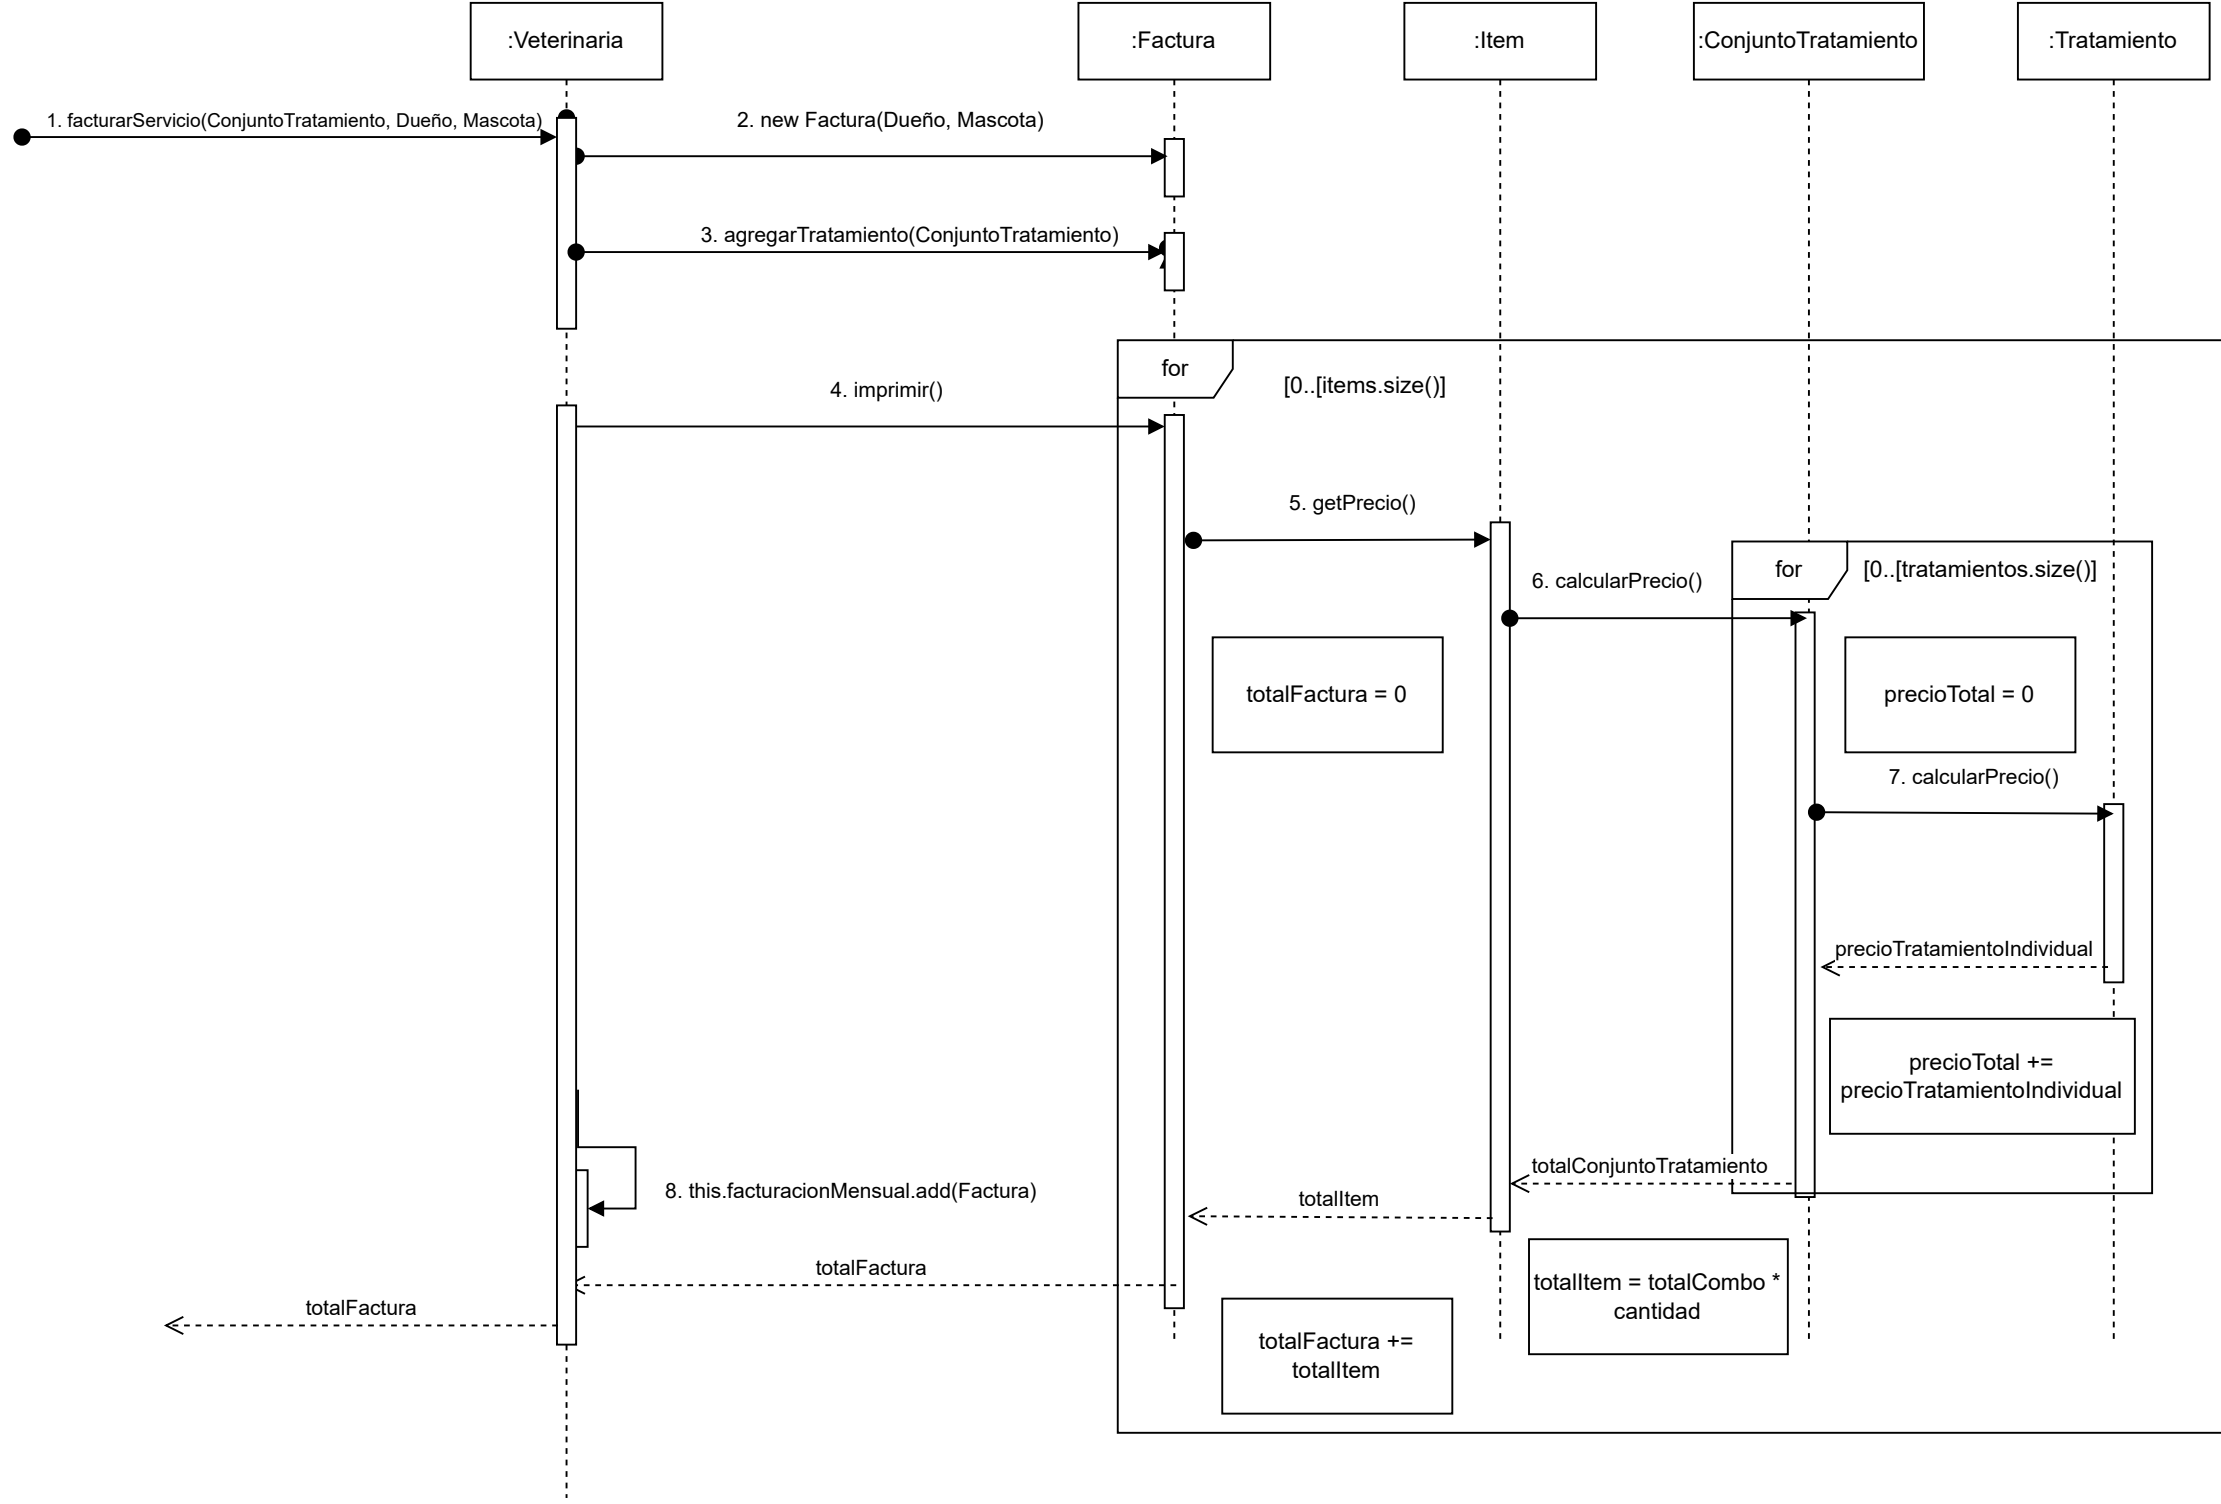 :Veterinaria
:Factura
:Item
:ConjuntoTratamiento
:Tratamiento
1. facturarServicio(ConjuntoTratamiento, Dueño, Mascota)
2. new Factura(Dueño, Mascota)
3. agregarTratamiento(ConjuntoTratamiento)
for
[0..[items.size()]
4. imprimir()
5. getPrecio()
for
[0..[tratamientos.size()]
6. calcularPrecio()
totalFactura = 0
precioTotal = 0
7. calcularPrecio()
precioTratamientoIndividual
precioTotal +=
precioTratamientoIndividual
totalConjuntoTratamiento
8. this.facturacionMensual.add(Factura)
totalItem
totalFactura
totalItem = totalCombo *
cantidad
totalFactura
totalFactura +=
totalItem